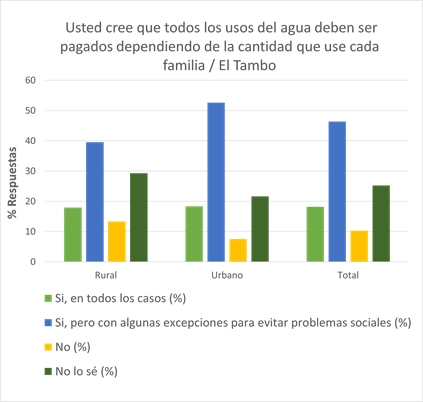 Usted cree que todos los usos del agua deben ser
pagados dependiendo de la cantidad que use cada
familia / El Tambo
% Respuestas
60
50
40
30
20
10
0
Rural
Urbano
Total
Si, en todos los casos (%)
Si, pero con algunas excepciones para evitar problemas sociales (%)
No (%)
No lo sé (%)